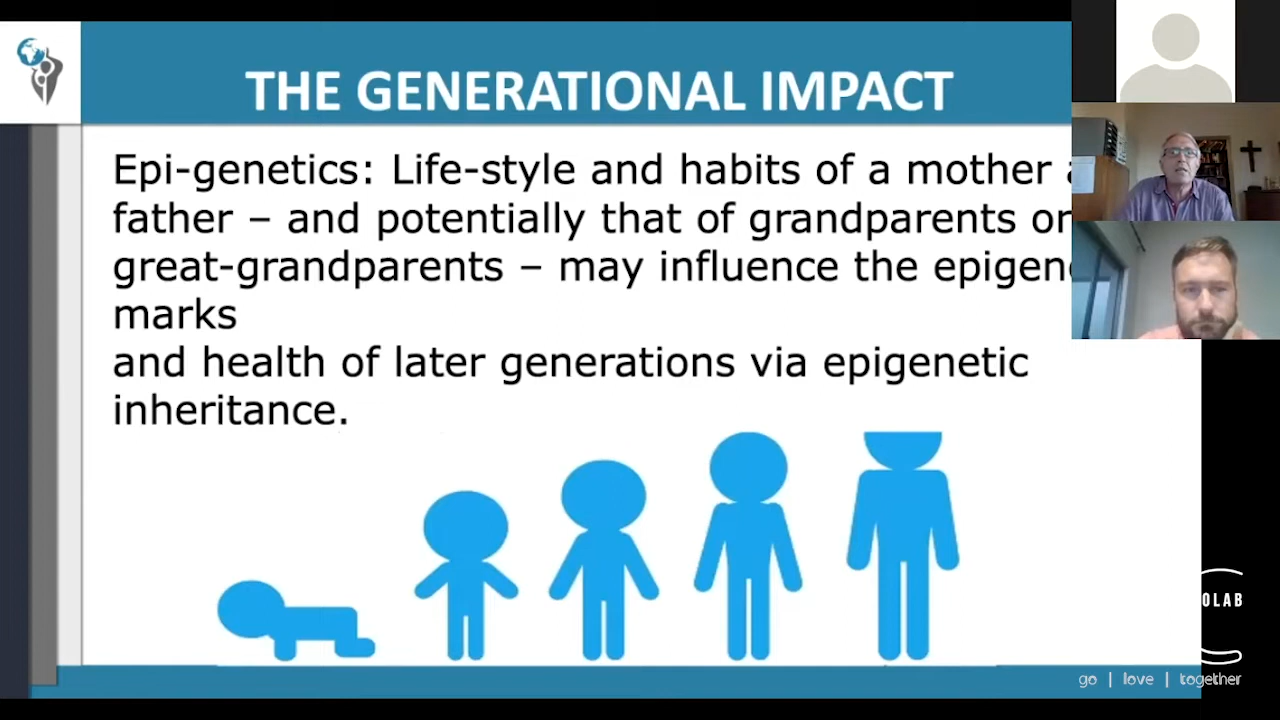 THE GENERATIONAL IMPACT
Epi-genetics: Life-style and habits of a mother
father – and potentially that of grandparents or
great-grandparents – may influence the
marks
and health of later generations via epigenetic
inheritance.
OLAB
go | love | together